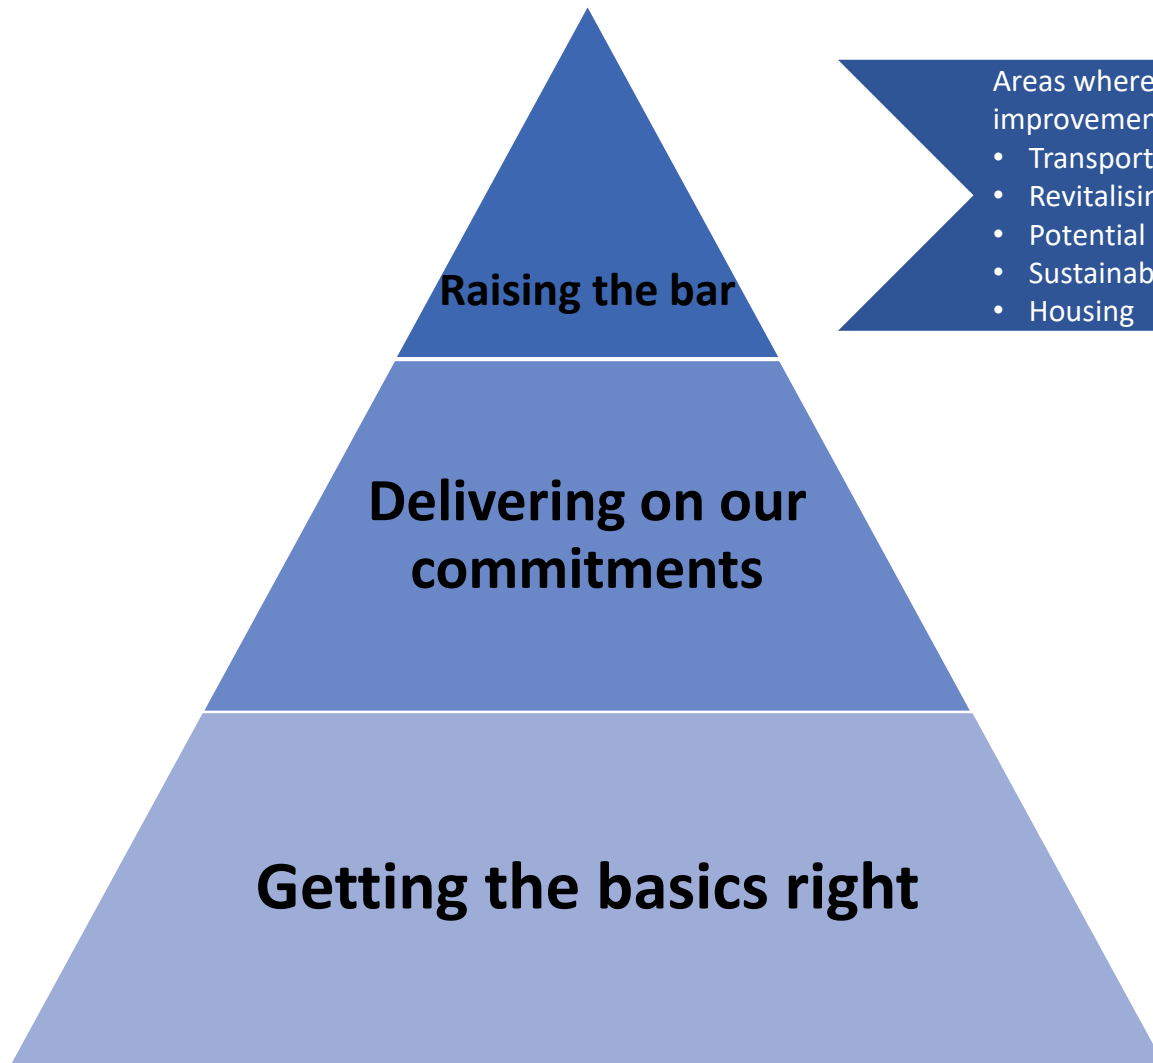 Areas where
• Transport
• Potential
• Housing
Raising the bar
Delivering on our
commitments
Getting the basics right